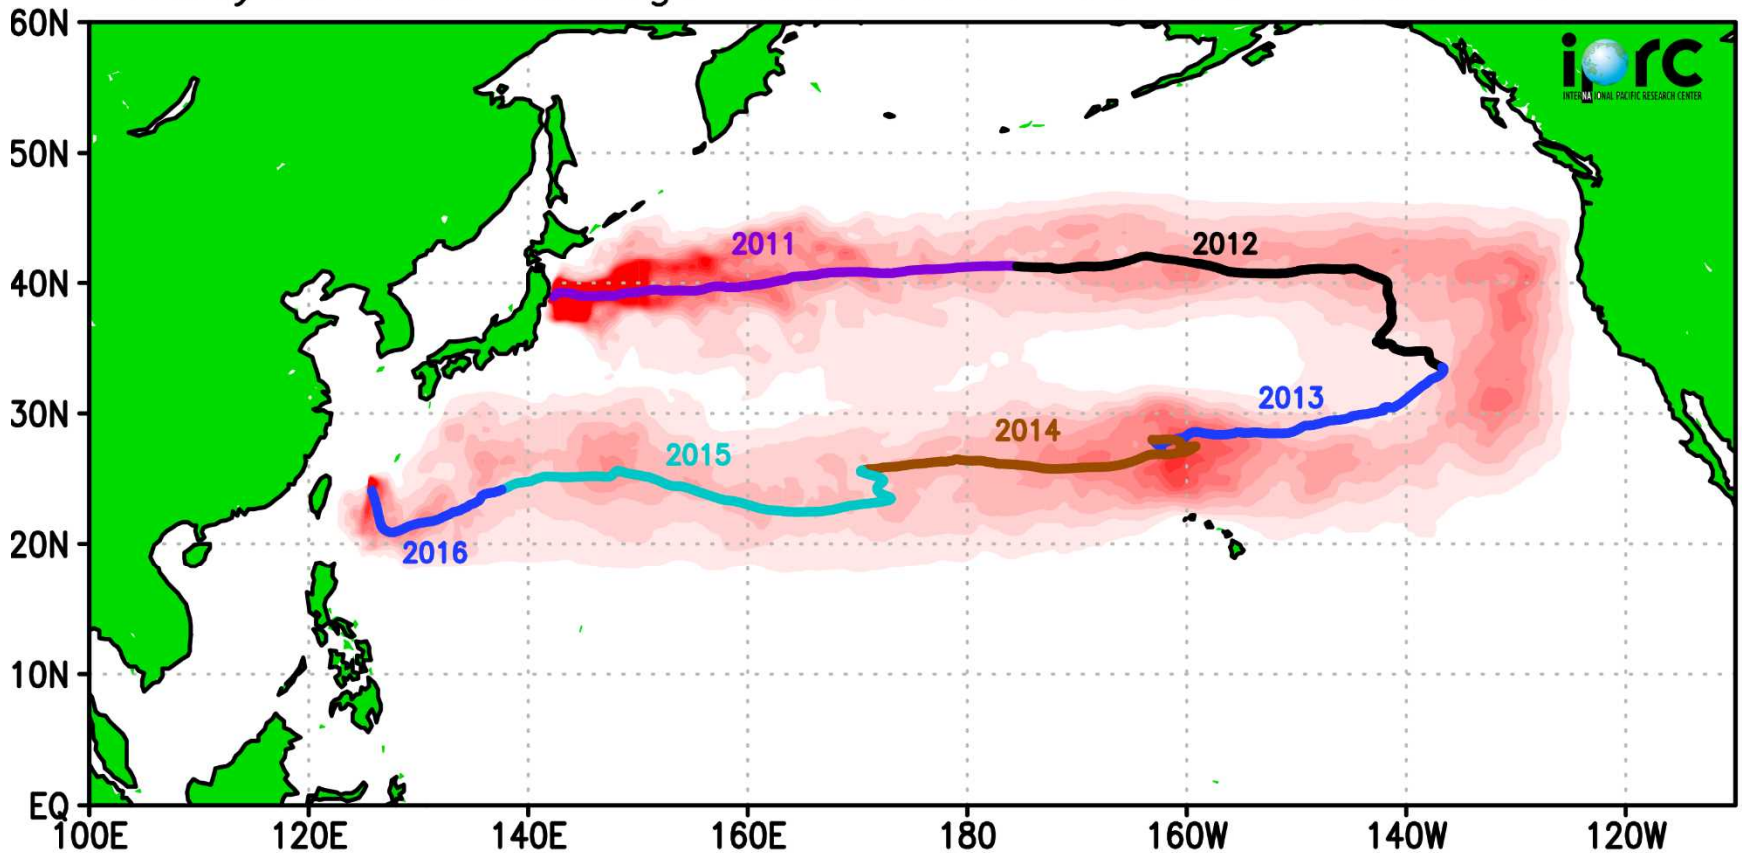 60N
iprc
INTERNATIONAL PACIFIC RESEARCH CENTER
50N
2011
2012
40N
30N
2013
2014
2015
20N
2016
10N
EQ
100E 120E 140E 160E 180 160W 140W 120W